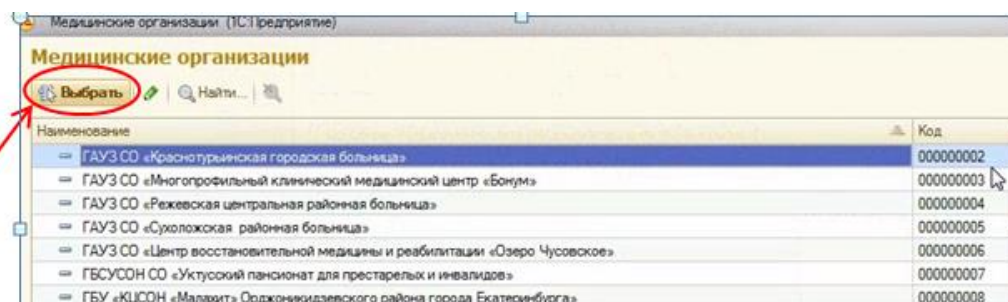 Медицинские организации (1С:Предприятие)
Медицинские организации
Выбрать Найти...
Наименование Код
ГАУЗ СО «Краснотурьинская городская больница» 000000002
ГАУЗ СО «Многопрофильный клинический медицинский центр «Бонум» 000000003
ГАУЗ СО «Режевская центральная районная больница» 000000004
ГАУЗ СО «Сухоложская районная больница» 000000005
ГАУЗ СО «Центр восстановительной медицины и реабилитации «Озеро Чусовское» 000000006
ГБСУСОН СО «Уктусский пансионат для престарелых и инвалидов» 000000007
ГБУ «КЦСОН «Малахит» Орджоникидзевского района города Екатеринбурга» 000000008